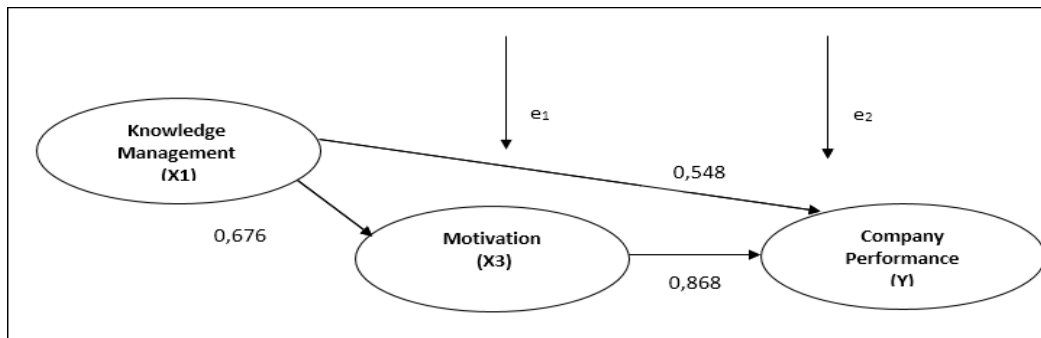 e₁
e₂
Knowledge
Management
(X1)
0,548
0,676
Motivation
(X3)
Company
Performance
(Y)
0,868